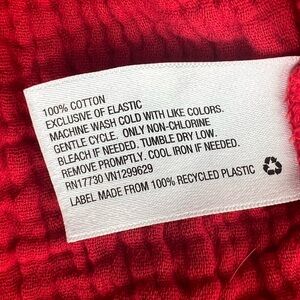 100% COTTON
EXCLUSIVE OF ELASTIC
MACHINE WASH COLD WITH LIKE COLORS.
GENTLE CYCLE. ONLY NON-CHLORINE
BLEACH IF NEEDED. TUMBLE DRY LOW.
REMOVE PROMPTLY. COOL IRON IF NEEDED.
RN17730 VN1299629
LABEL MADE FROM 100% RECYCLED PLASTIC